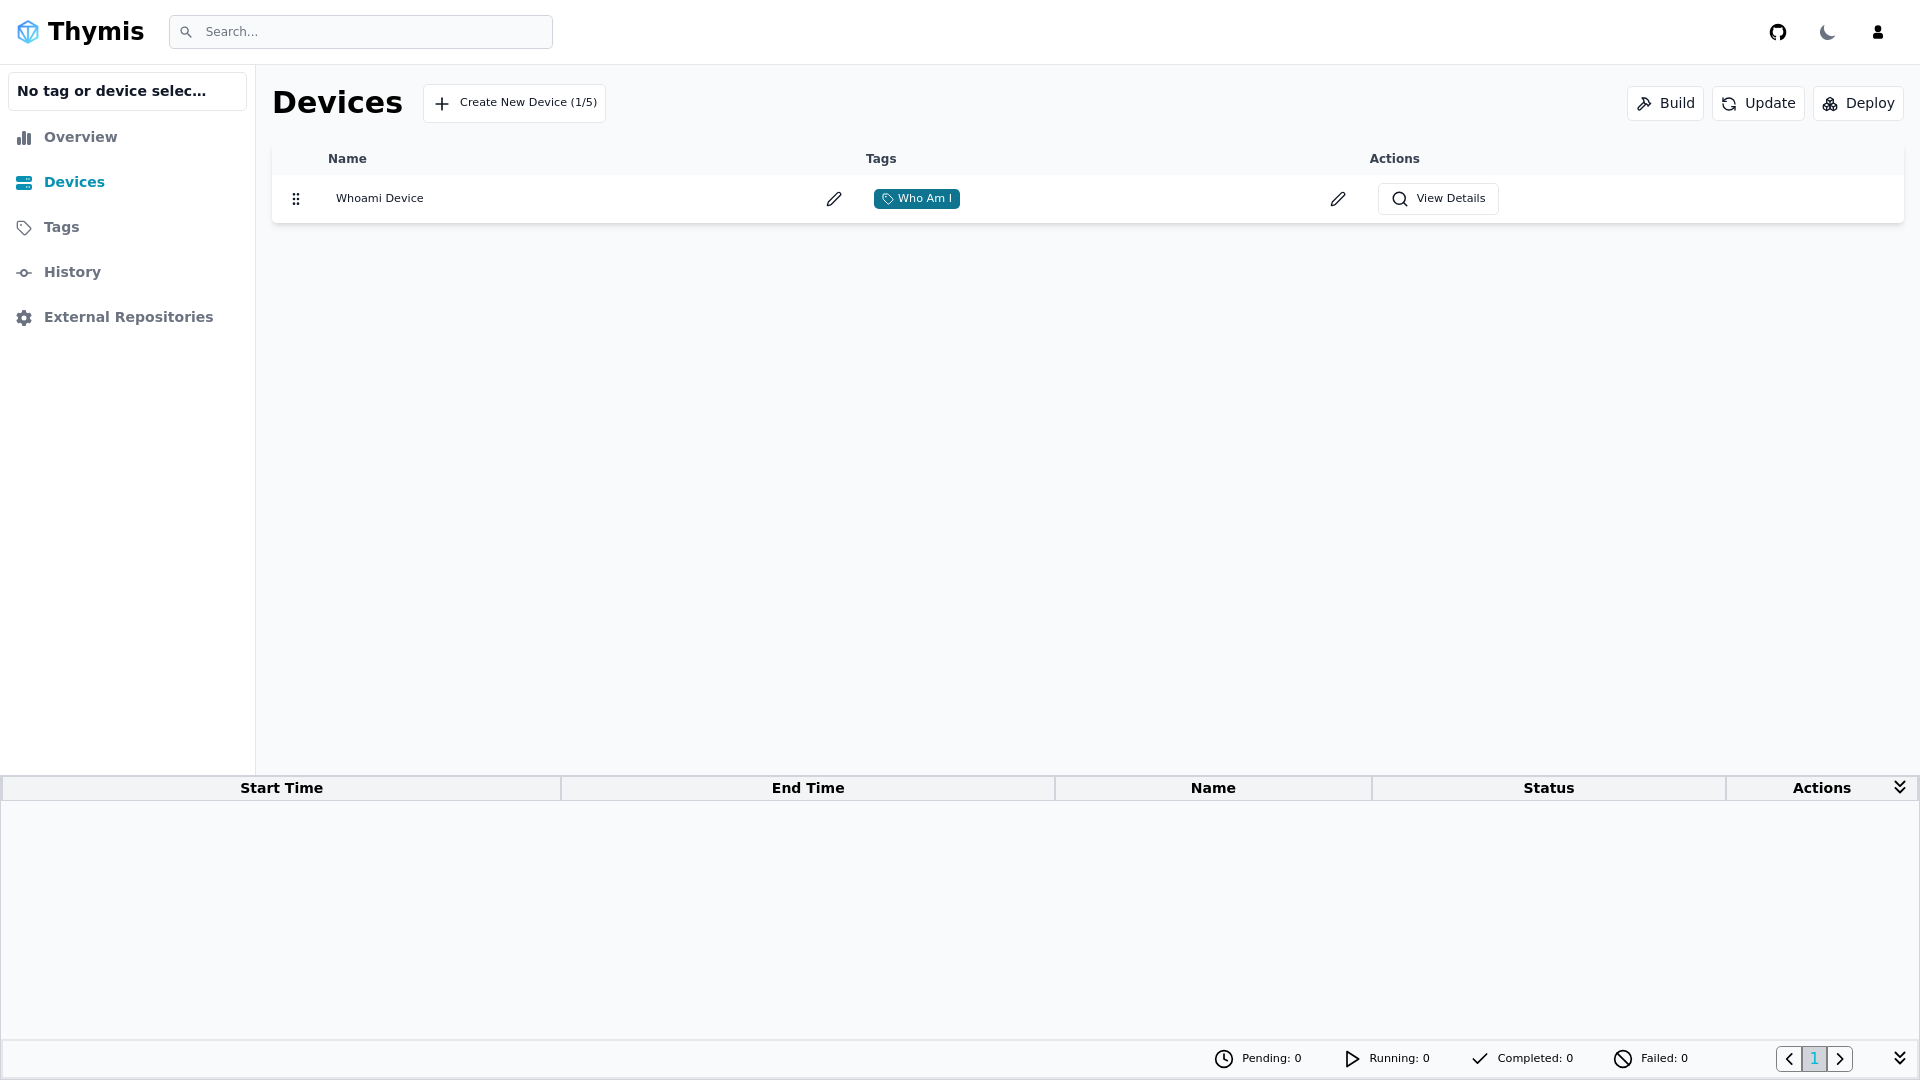 Thymis
Search...
No tag or device selec...
Overview
Devices
Tags
History
External Repositories
Devices
Create New Device (1/5)
Build
Update
Deploy
Name
Tags
Actions
Whoami Device
Who Am I
View Details
Start Time
End Time
Name
Status
Actions
Pending: 0
Running: 0
Completed: 0
Failed: 0
1